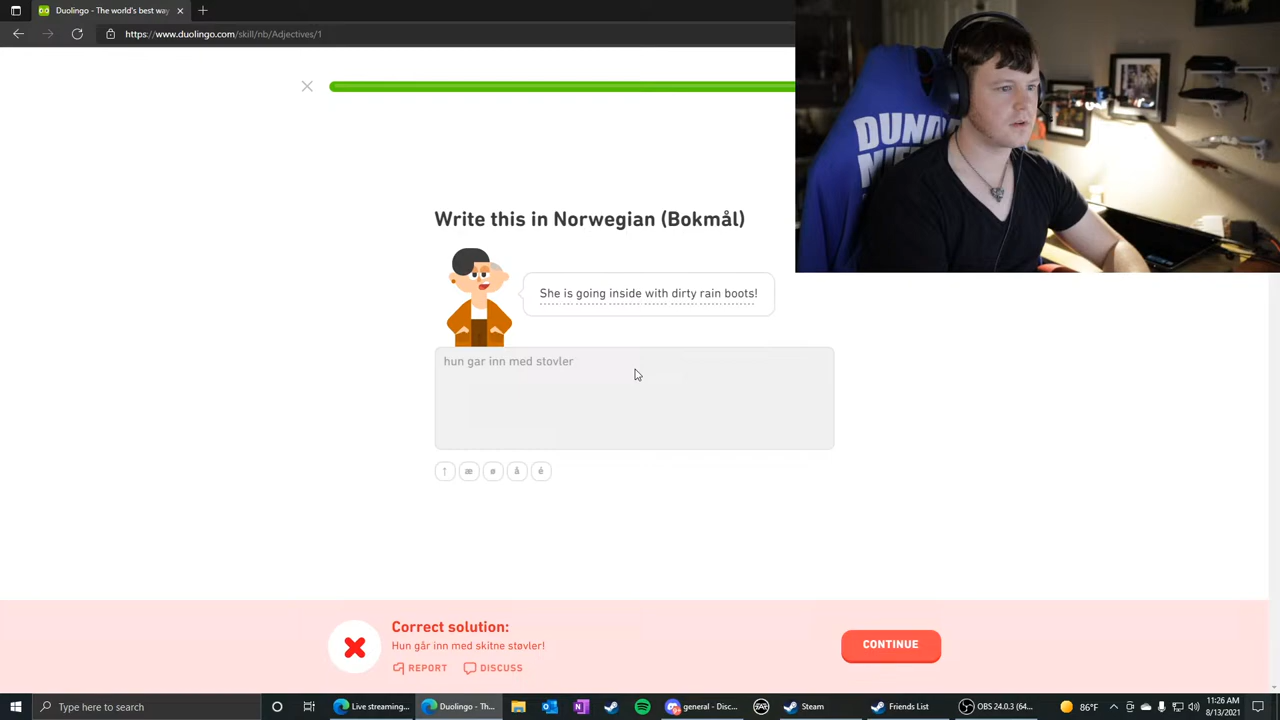 Duolingo - The world's best way
https://www.duolingo.com/skill/nb/Adjectives/1
DUND
NI
Write this in Norwegian (Bokmål)
She is going inside with dirty rain boots!
hun gar inn med stovler
↑ æ ø å é
Correct solution:
Hun går inn med skitne støvler!
REPORT DISCUSS
CONTINUE
Type here to search
Live streaming...
Duolingo - Th...
general - Disc...
Steam
Friends List
OBS 24.0.3 (64...
86°F
11:26 AM
8/13/2021